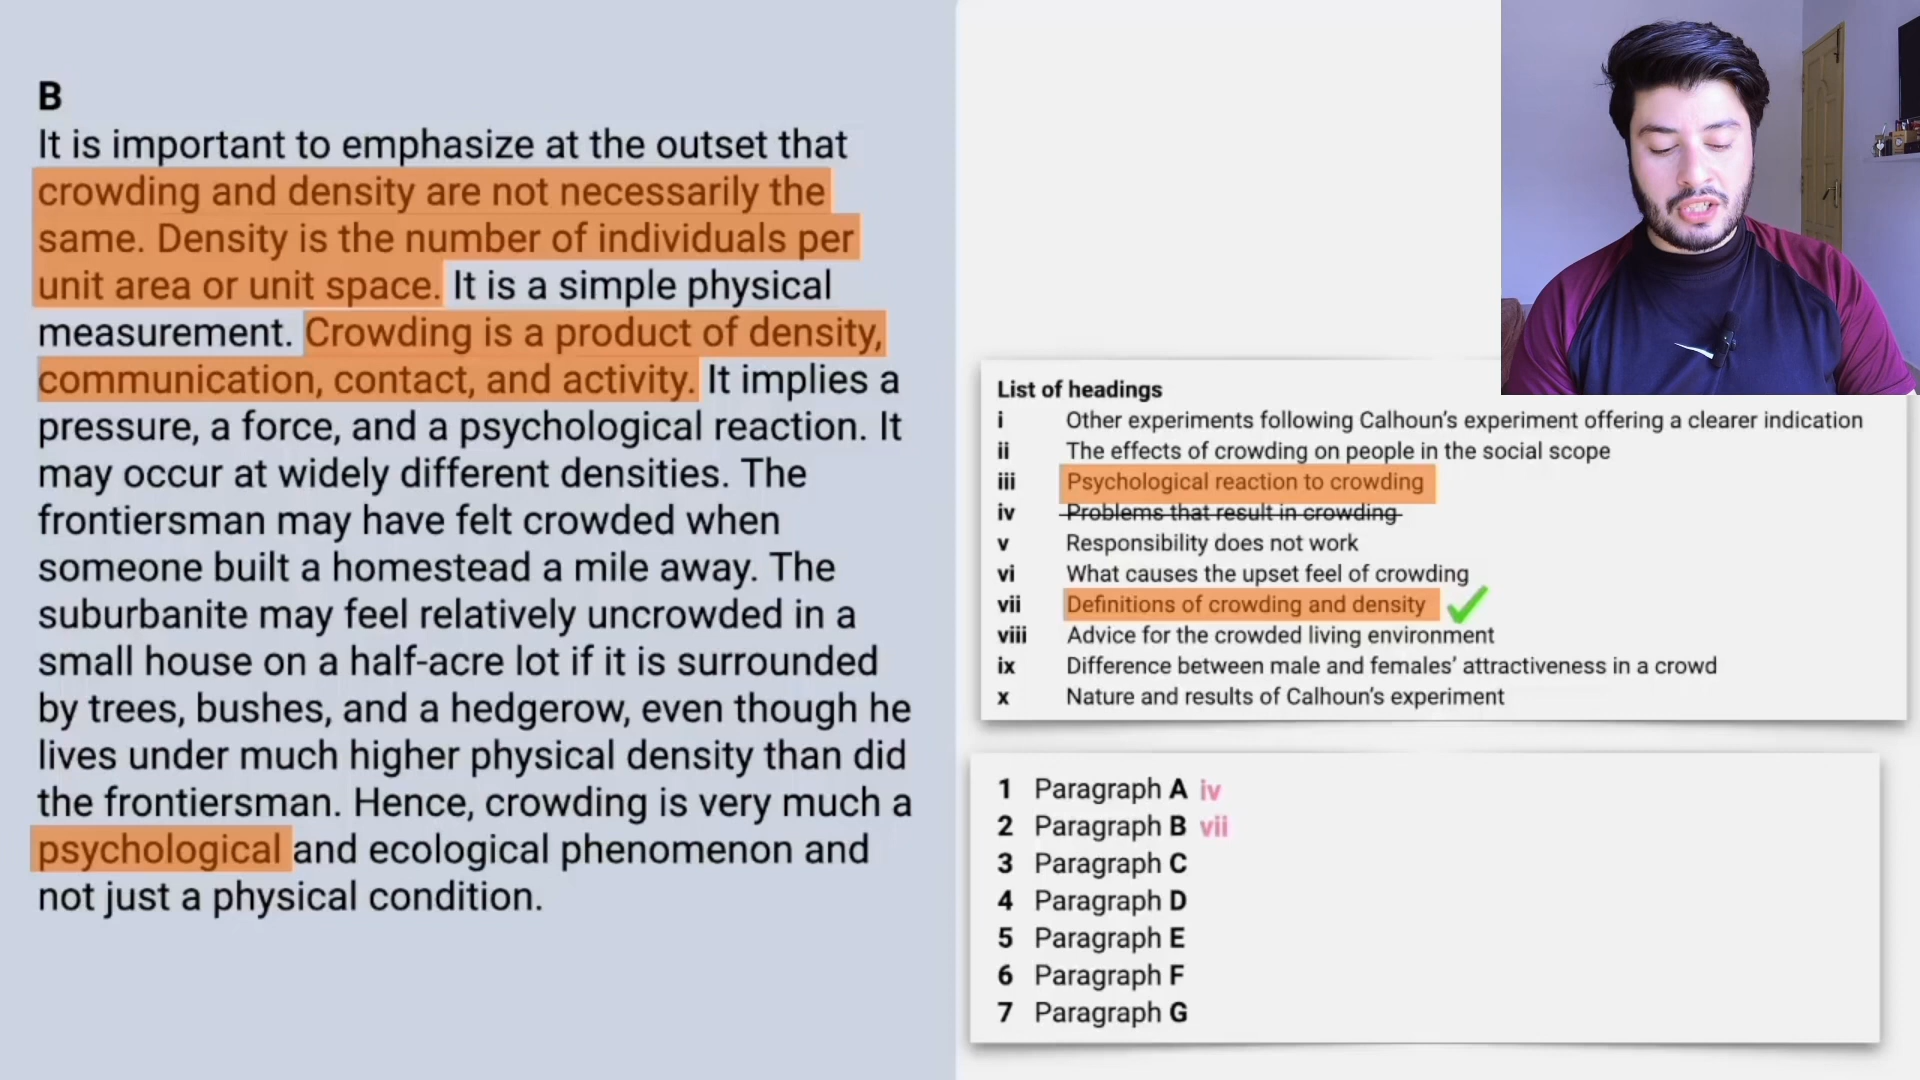 B
It is important to emphasize at the outset that
crowding and density are not necessarily the
same. Density is the number of individuals per
unit area or unit space. It is a simple physical
measurement. Crowding is a product of density,
communication, contact, and activity. It implies a
pressure, a force, and a psychological reaction. It
may occur at widely different densities. The
frontiersman may have felt crowded when
someone built a homestead a mile away. The
suburbanite may feel relatively uncrowded in a
small house on a half-acre lot if it is surrounded
by trees, bushes, and a hedgerow, even though he
lives under much higher physical density than did
the frontiersman. Hence, crowding is very much a
psychological and ecological phenomenon and
not just a physical condition.
List of headings
i Other experiments following Calhoun's experiment offering a clearer indication
ii The effects of crowding on people in the social scope
iii Psychological reaction to crowding
iv Problems that result in crowding
v Responsibility does not work
vi What causes the upset feel of crowding
vii Definitions of crowding and density
viii Advice for the crowded living environment
ix Difference between male and females' attractiveness in a crowd
x Nature and results of Calhoun's experiment
1 Paragraph A iv
2 Paragraph B vii
3 Paragraph C
4 Paragraph D
5 Paragraph E
6 Paragraph F
7 Paragraph G